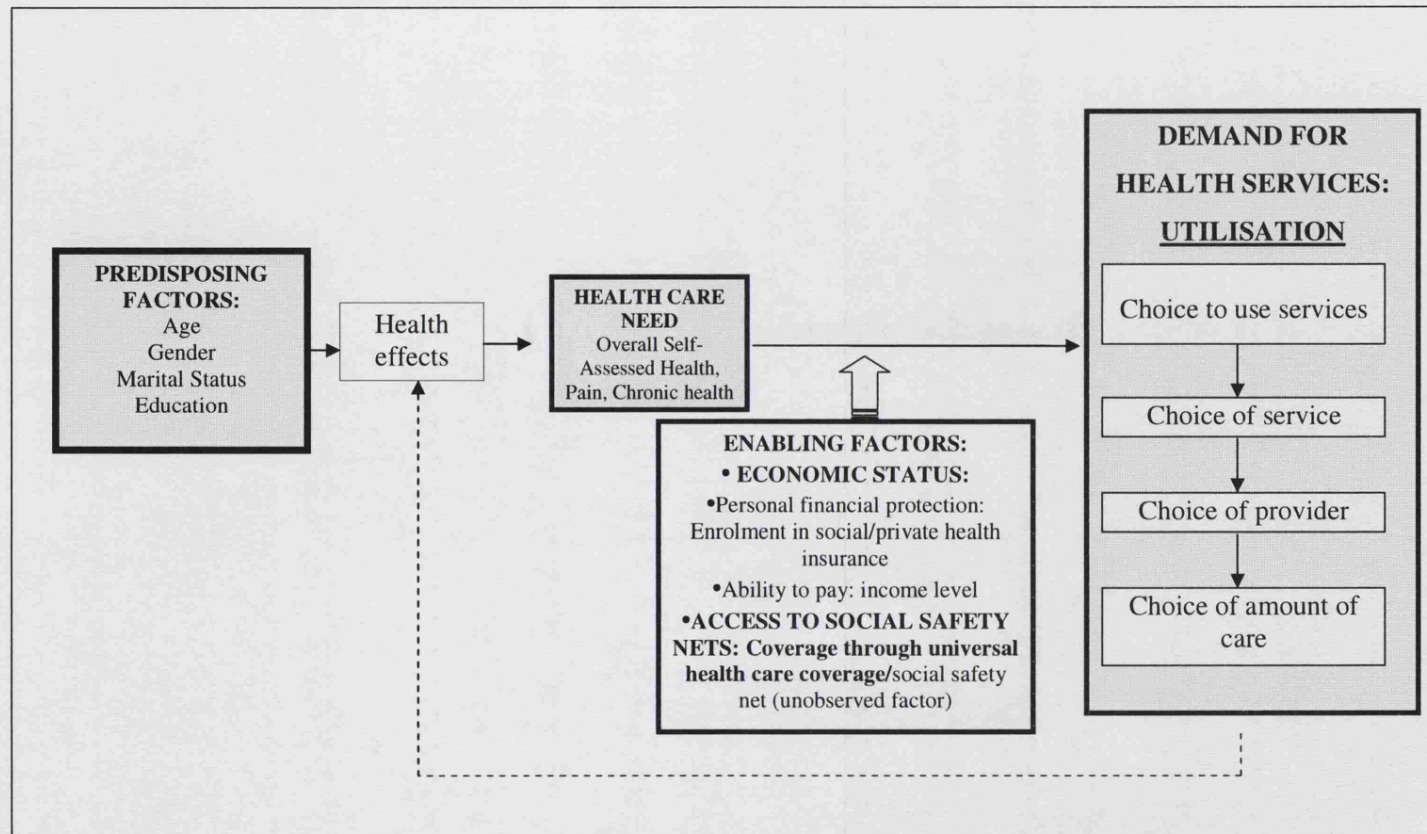 PREDISPOSING
FACTORS:
Age
Gender
Marital Status
Education
Health
effects
HEALTH CARE
NEED
Overall Self-
Assessed Health,
Pain, Chronic health
ENABLING FACTORS:
• ECONOMIC STATUS:
•Personal financial protection:
Enrolment in social/private health
insurance
•Ability to pay: income level
•ACCESS TO SOCIAL SAFETY
NETS: Coverage through universal
health care coverage/social safety
net (unobserved factor)
DEMAND FOR
HEALTH SERVICES:
UTILISATION
Choice to use services
Choice of service
Choice of provider
Choice of amount of
care